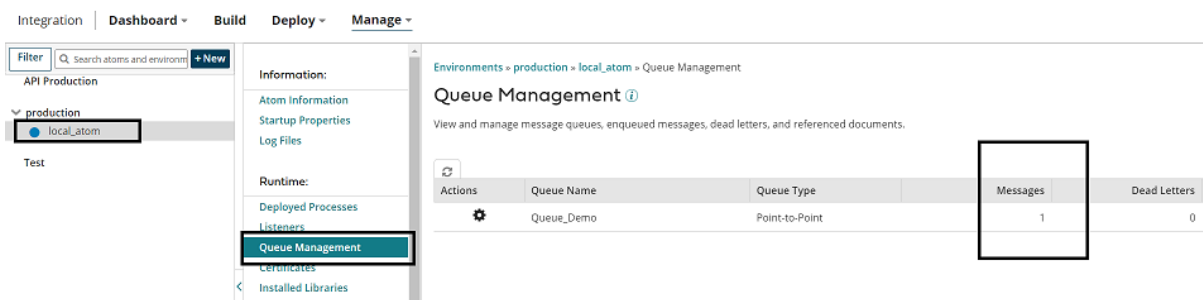 Integration Dashboard Build Deploy Manage
Filter Search atoms and environm + New
API Production
production
local_atom
Test
Information:
Atom Information
Startup Properties
Log Files
Runtime:
Deployed Processes
Listeners
Queue Management
Certificates
Installed Libraries
Environments » production » local_atom » Queue Management
Queue Management i
View and manage message queues, enqueued messages, dead letters, and referenced documents.
Actions Queue Name Queue Type Messages Dead Letters
Queue_Demo Point-to-Point 1 0